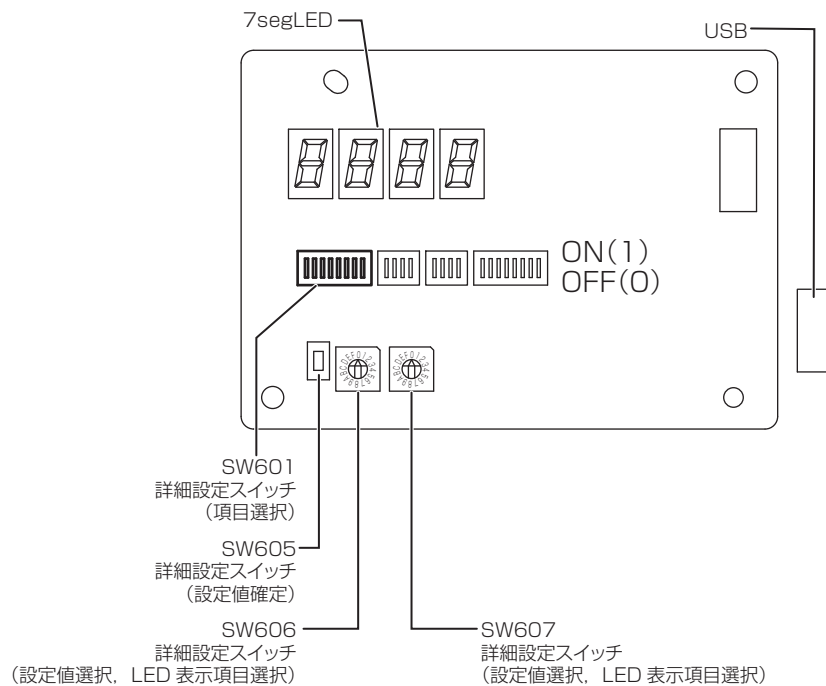 7segLED
USB
ON(1)
OFF(0)
SW601
詳細設定スイッチ
(項目選択)
SW605
詳細設定スイッチ
(設定値確定)
SW606
詳細設定スイッチ
(設定値選択, LED 表示項目選択)
SW607
詳細設定スイッチ
(設定値選択, LED 表示項目選択)